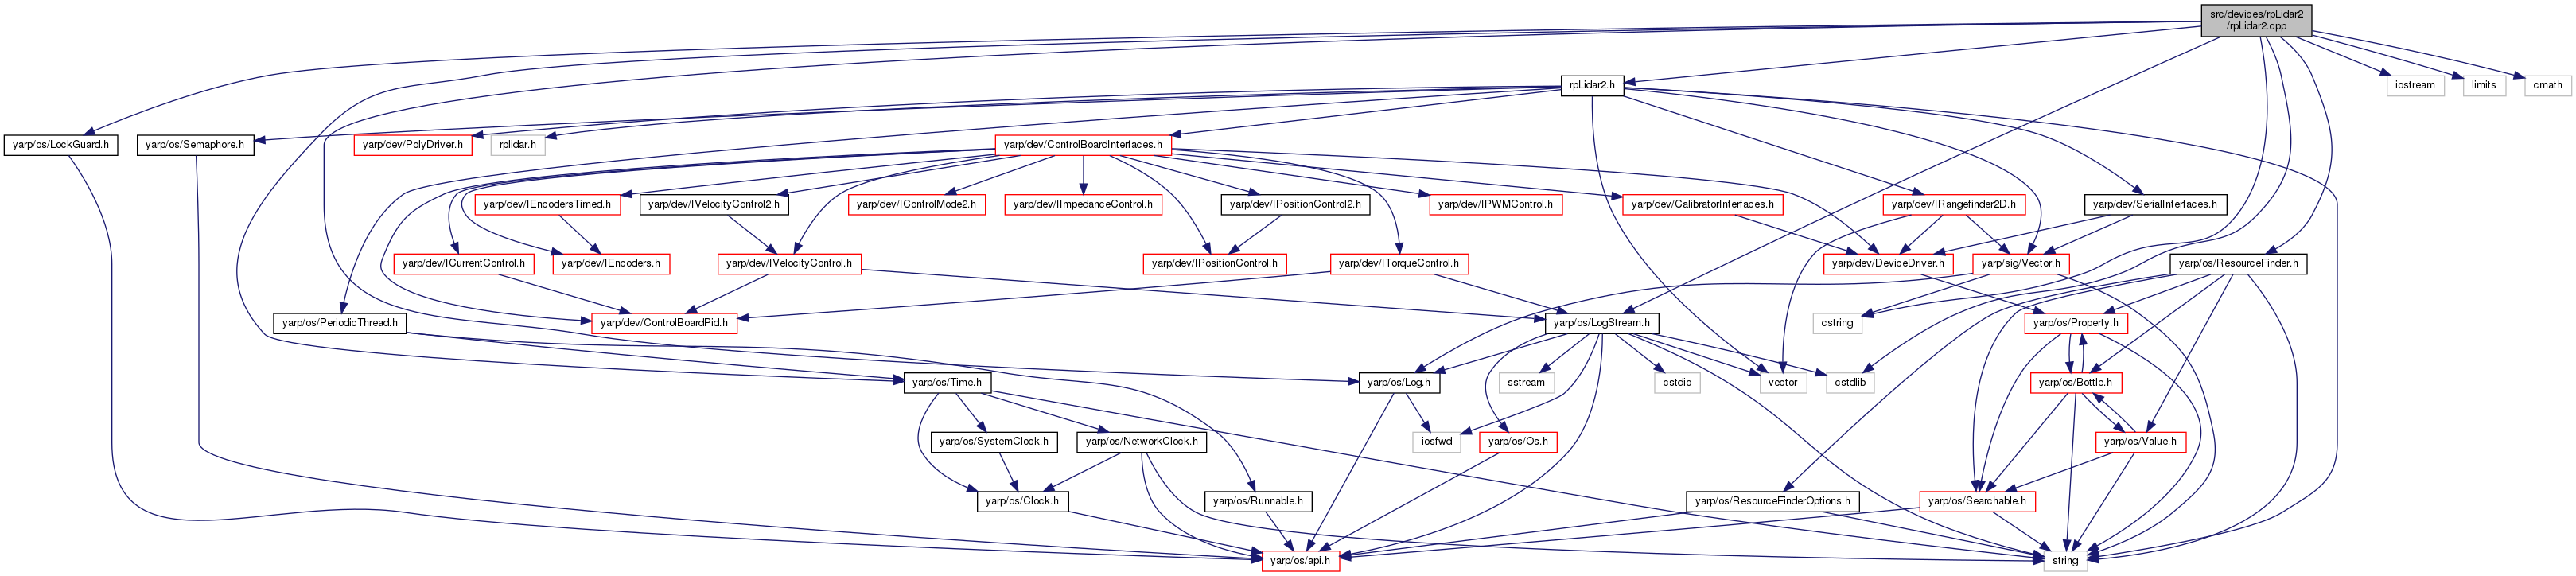 src/devices/rpLidar2
/rpLidar2.cpp
rpLidar2.h
iostream
limits
cmath
yarp/os/LockGuard.h
yarp/os/Semaphore.h
yarp/dev/PolyDriver.h
rplidar.h
yarp/dev/ControlBoardInterfaces.h
yarp/dev/IEncodersTimed.h
yarp/dev/IVelocityControl2.h
yarp/dev/IControlMode2.h
yarp/dev/IImpedanceControl.h
yarp/dev/IPositionControl2.h
yarp/dev/IPWMControl.h
yarp/dev/CalibratorInterfaces.h
yarp/dev/IRangefinder2D.h
yarp/dev/SerialInterfaces.h
yarp/dev/ICurrentControl.h
yarp/dev/IEncoders.h
yarp/dev/IVelocityControl.h
yarp/dev/IPositionControl.h
yarp/dev/ITorqueControl.h
yarp/dev/DeviceDriver.h
yarp/sig/Vector.h
yarp/os/ResourceFinder.h
yarp/os/PeriodicThread.h
yarp/dev/ControlBoardPid.h
yarp/os/LogStream.h
cstring
yarp/os/Property.h
yarp/os/Time.h
yarp/os/Log.h
sstream
cstdio
vector
cstdlib
yarp/os/Bottle.h
yarp/os/SystemClock.h
yarp/os/NetworkClock.h
iosfwd
yarp/os/Os.h
yarp/os/Value.h
yarp/os/Clock.h
yarp/os/Runnable.h
yarp/os/ResourceFinderOptions.h
yarp/os/Searchable.h
yarp/os/api.h
string